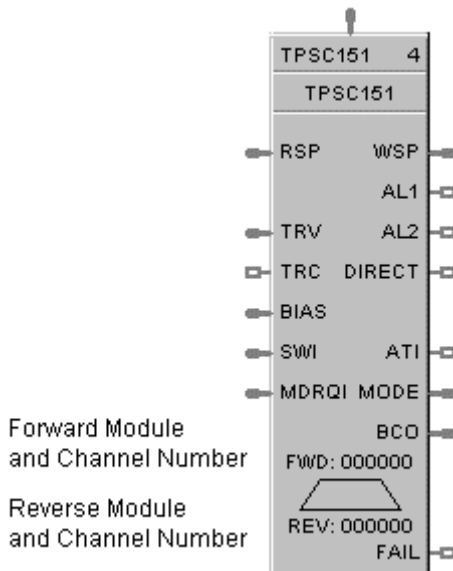 TPSC151 4
TPSC151
RSP WSP
AL1
TRV AL2
TRC DIRECT
BIAS
SWI ATI
MDRQI MODE
BCO
Forward Module
and Channel Number
FWD: 000000
Reverse Module
and Channel Number
REV: 000000
FAIL